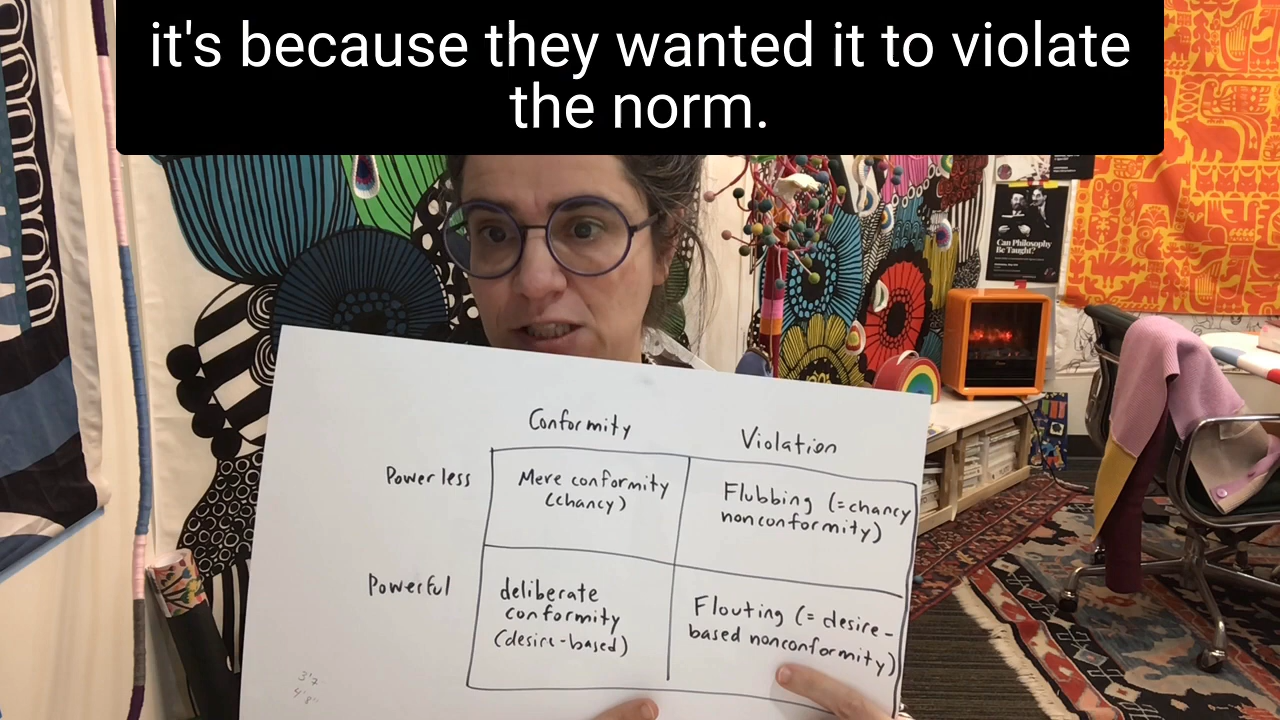 it's because they wanted it to violate
the norm.
Can Philosophy
Be Taught?
Conformity
Violation
Powerless
Mere conformity
(chancy)
Flubbing (=chancy
nonconformity)
Powerful
deliberate
conformity
(desire-based)
Flouting (= desire-
based nonconformity)